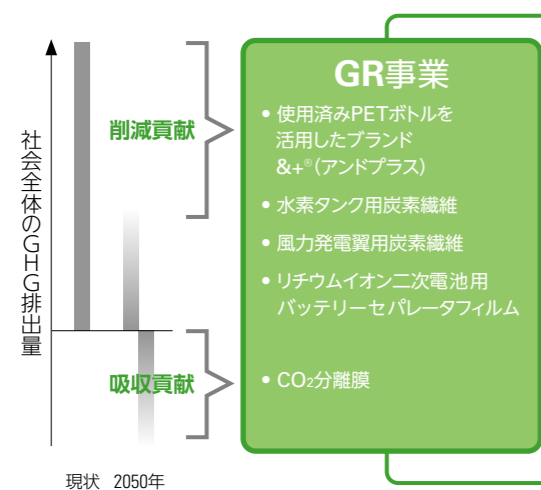 社会全体のGHG排出量
削減貢献
吸収貢献
現状 2050年
GR事業
• 使用済みPETボトルを
活用したブランド
&+®(アンドプラス)
• 水素タンク用炭素繊維
• 風力発電翼用炭素繊維
• リチウムイオン二次電池用
バッテリーセパレータフィルム
• CO₂分離膜